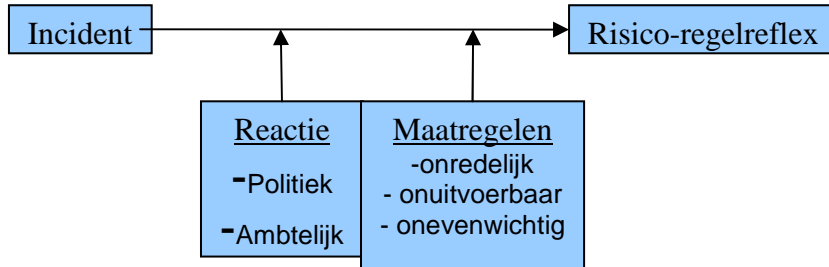 Incident
Risico-regelreflex
Reactie
-Politiek
-Ambtelijk
Maatregelen
-onredelijk
- onuitvoerbaar
- onevenwichtig